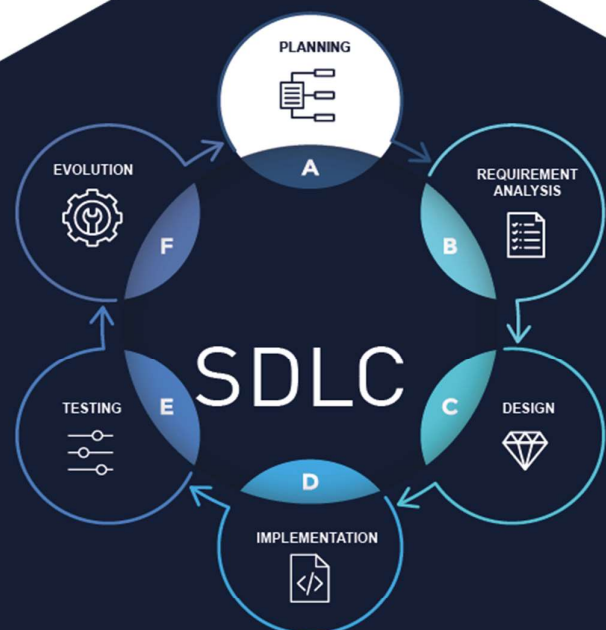 PLANNING
A
REQUIREMENT
ANALYSIS
B
DESIGN
C
IMPLEMENTATION
D
TESTING
E
EVOLUTION
F
SDLC